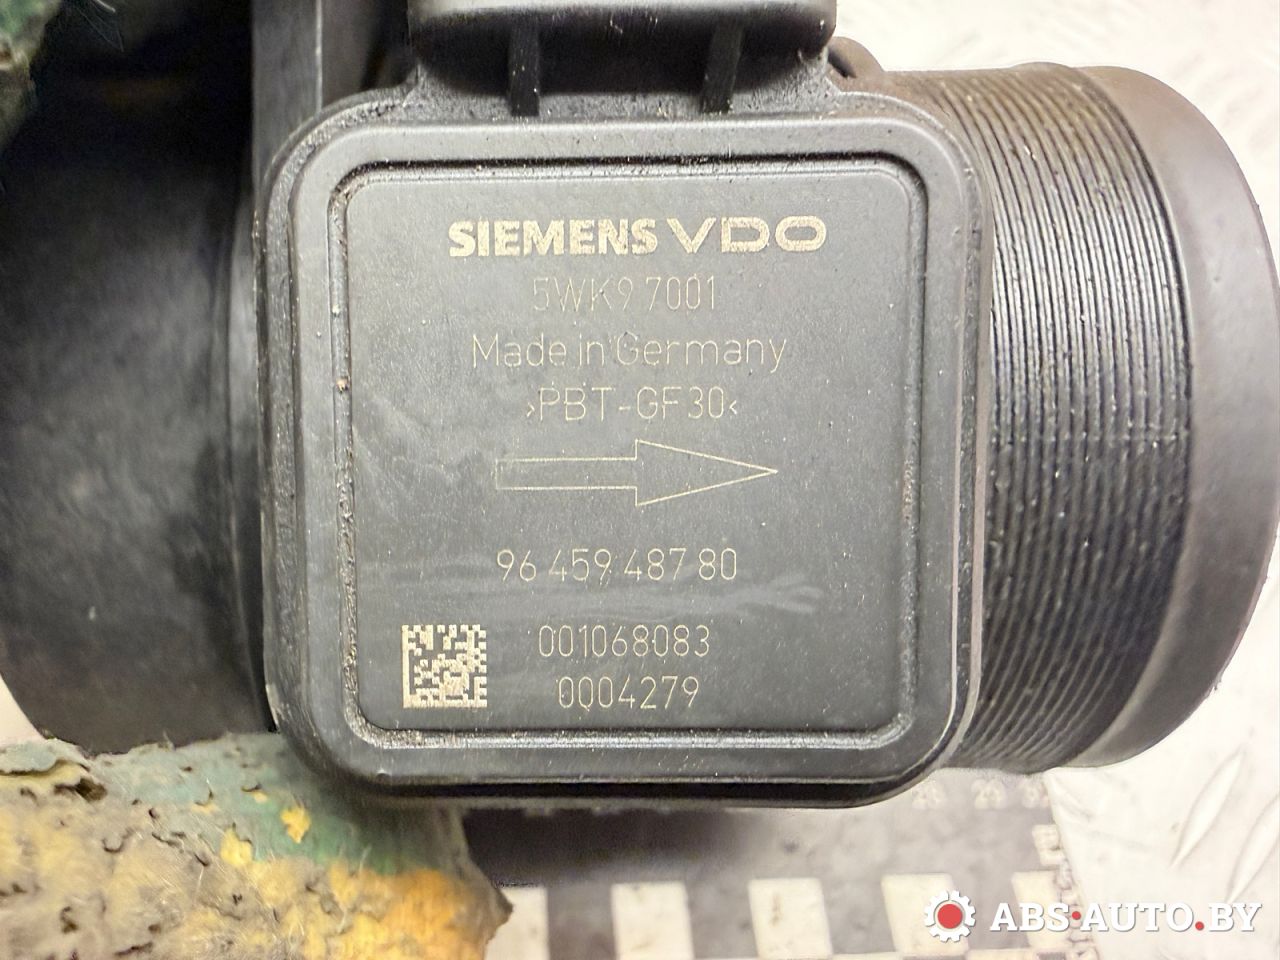 SIEMENS VDO
5WK9 7001
Made in Germany
>PBT-GF30<
96 459 487 80
001068083
0004279
ABS-AUTO.BY